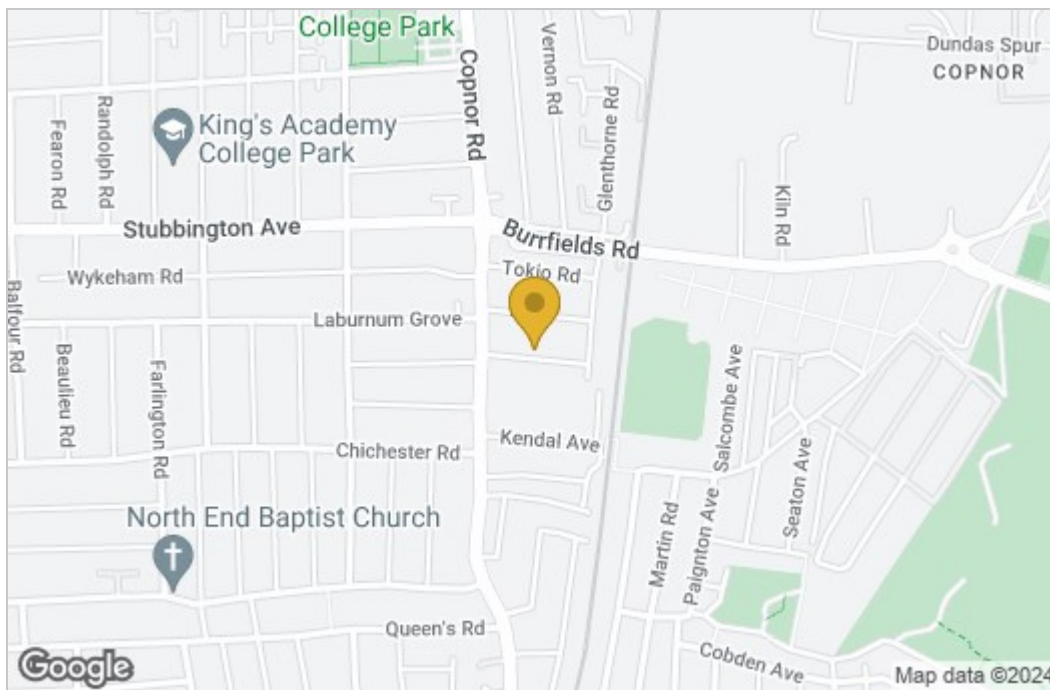 College Park
Copnor Rd
Vernon Rd
Glenthorne Rd
Dundas Spur
COPNOR
Fearon Rd
Randolph Rd
King's Academy
College Park
Kiln Rd
Stubbington Ave
Burrfields Rd
Wykeham Rd
Tokio Rd
Balfour Rd
Laburnum Grove
Beaulieu Rd
Farlington Rd
Salcombe Ave
Chichester Rd
Kendal Ave
Seaton Ave
Paignton Ave
Martin Rd
North End Baptist Church
Queen's Rd
Cobden Ave
Google
Map data ©2024